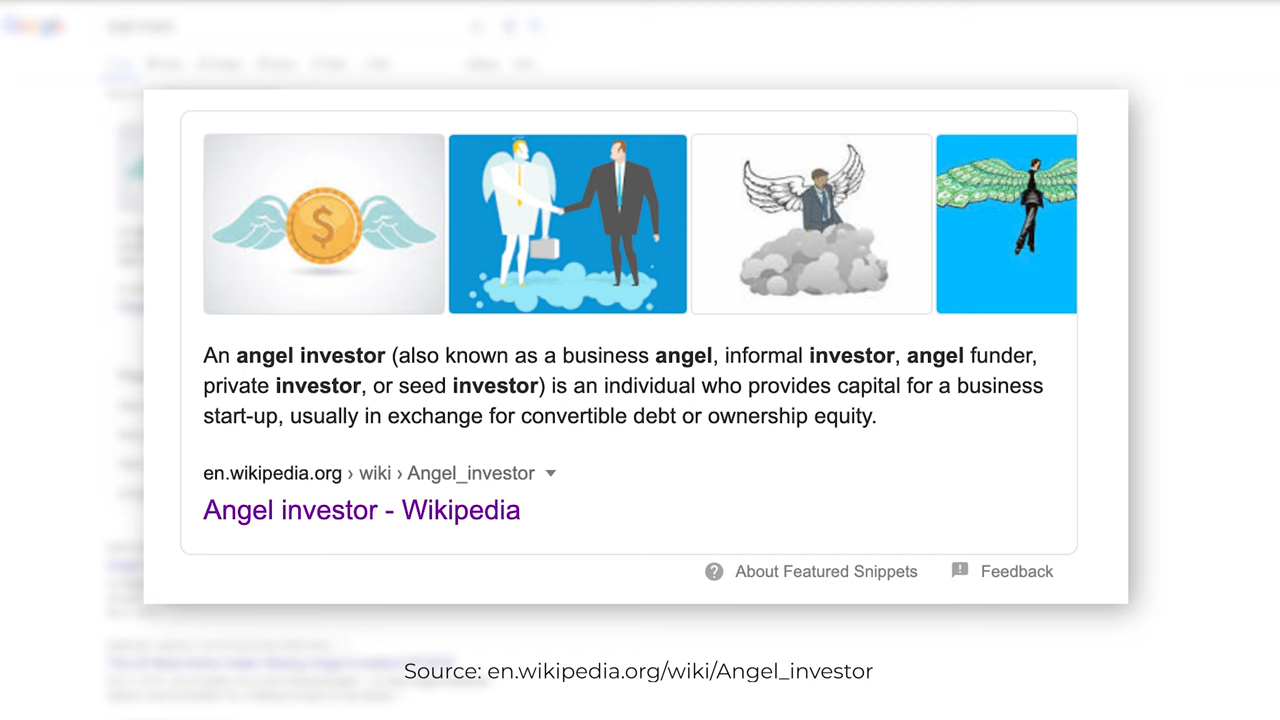 An angel investor (also known as a business angel, informal investor, angel funder,
private investor, or seed investor) is an individual who provides capital for a business
start-up, usually in exchange for convertible debt or ownership equity.
en.wikipedia.org › wiki › Angel_investor
Angel investor - Wikipedia
About Featured Snippets
Feedback
Source: en.wikipedia.org/wiki/Angel_investor